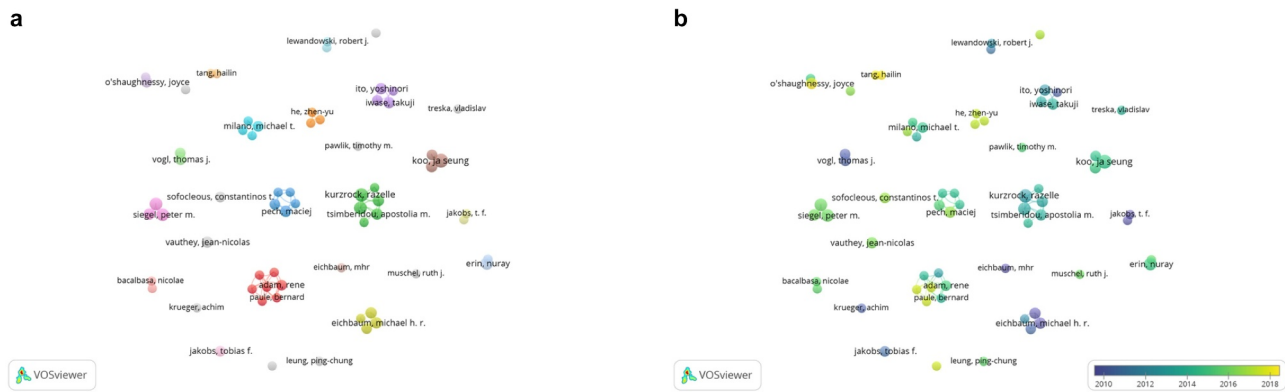 a
lewandowski, robert j.
o'shaughnessy, joyce
tang, hailin
ito, yoshinori
iwase, takuji
he, zhen-yu
treska, vladislav
milano, michael t.
pawlik, timothy m.
vogl, thomas j.
koo, ja seung
sofocleous, constantinos t.
kurzrock, razelle
siegel, peter m.
pech, maciej
tsimberidou, apostolia m.
jakobs, t. f.
vauthey, jean-nicolas
bacalbasa, nicolae
eichbaum, mhr
muschel, ruth j.
erin, nuray
adam, rene
paule, bernard
krueger, achim
eichbaum, michael h. r.
jakobs, tobias f.
leung, ping-chung
VOSviewer
b
lewandowski, robert j.
o'shaughnessy, joyce
tang, hailin
ito, yoshinori
iwase, takuji
he, zhen-yu
treska, vladislav
milano, michael t.
pawlik, timothy m.
vogl, thomas j.
koo, ja seung
sofocleous, constantinos t.
kurzrock, razelle
siegel, peter m.
pech, maciej
tsimberidou, apostolia m.
jakobs, t. f.
vauthey, jean-nicolas
bacalbasa, nicolae
eichbaum, mhr
muschel, ruth j.
erin, nuray
adam, rene
paule, bernard
krueger, achim
eichbaum, michael h. r.
jakobs, tobias f.
leung, ping-chung
VOSviewer
2010 2012 2014 2016 2018